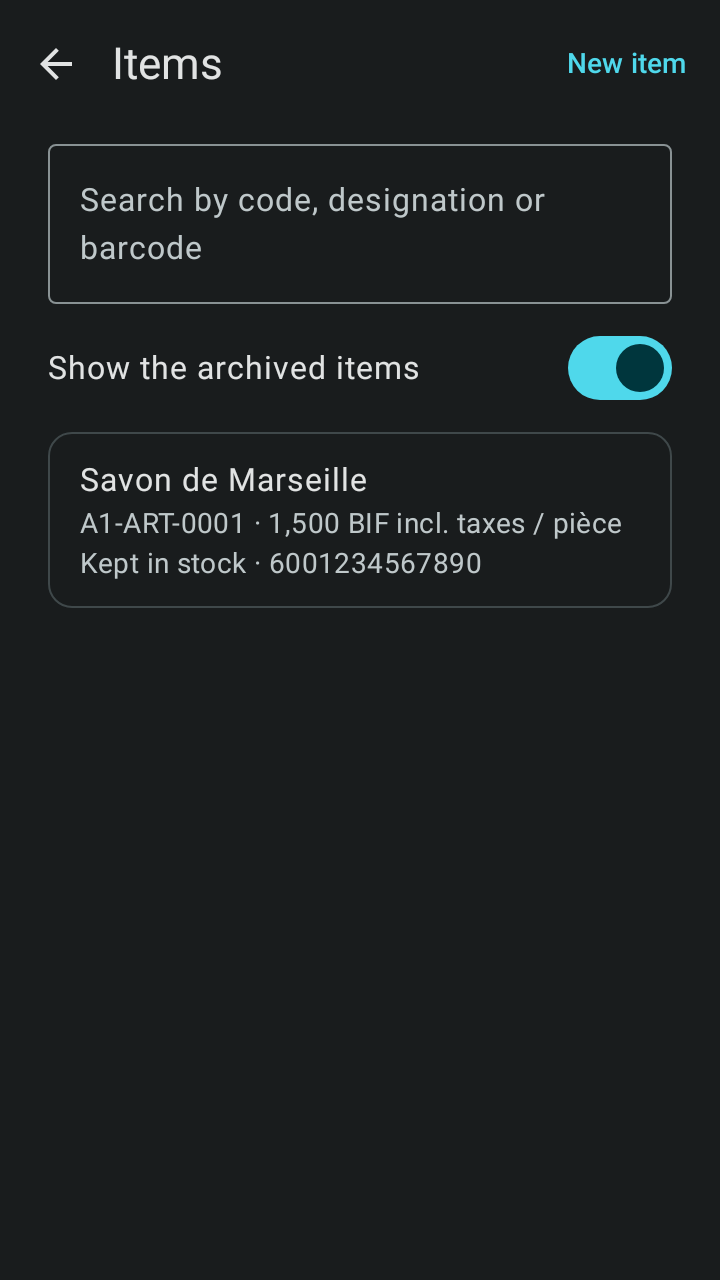 Items
New item
Search by code, designation or
barcode
Show the archived items
Savon de Marseille
A1-ART-0001 · 1,500 BIF incl. taxes / pièce
Kept in stock · 6001234567890